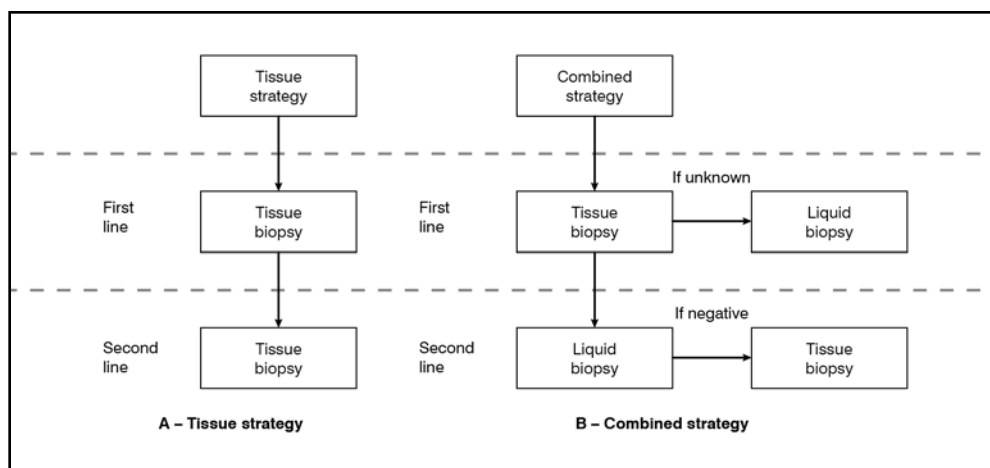 Tissue
strategy
Combined
strategy
If unknown
First
line
Tissue
biopsy
First
line
Tissue
biopsy
Liquid
biopsy
If negative
Second
line
Tissue
biopsy
Second
line
Liquid
biopsy
Tissue
biopsy
A – Tissue strategy
B – Combined strategy